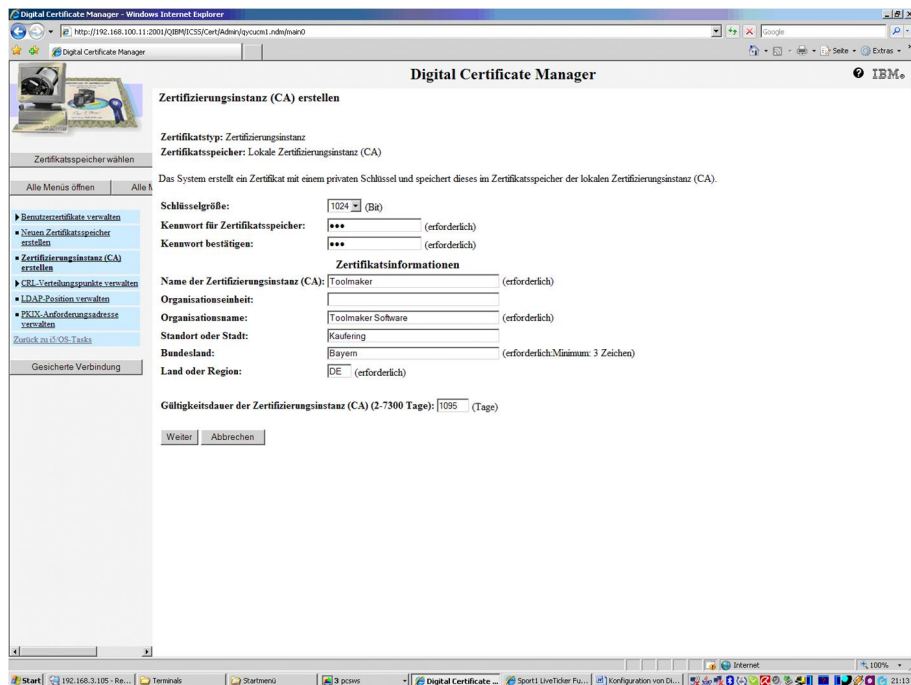 Digital Certificate Manager - Windows Internet Explorer
http://192.168.100.11:2001/QIBM/ICSS/Cert/Admin/qycucm1.ndm/main0
Google
Digital Certificate Manager
Seite
Extras
Digital Certificate Manager
IBM
Zertifikatsspeicher wählen
Alle Menüs öffnen
Alle M
Benutzerzertifikate verwalten
Neuen Zertifikatsspeicher
erstellen
Zertifizierungsinstanz (CA)
erstellen
CRL-Verteilungspunkte verwalten
LDAP-Position verwalten
PKIX-Anforderungsadresse
verwalten
Zurück zu i5/OS-Tasks
Gesicherte Verbindung
Zertifizierungsinstanz (CA) erstellen
Zertifikatstyp: Zertifizierungsinstanz
Zertifikatsspeicher: Lokale Zertifizierungsinstanz (CA)
Das System erstellt ein Zertifikat mit einem privaten Schlüssel und speichert dieses im Zertifikatsspeicher der lokalen Zertifizierungsinstanz (CA).
Schlüsselgröße: 1024 (Bit)
Kennwort für Zertifikatsspeicher: ●●● (erforderlich)
Kennwort bestätigen: ●●● (erforderlich)
Zertifikatsinformationen
Name der Zertifizierungsinstanz (CA): Toolmaker (erforderlich)
Organisationseinheit:
Organisationsname: Toolmaker Software (erforderlich)
Standort oder Stadt: Kaufering
Bundesland: Bayern (erforderlich:Minimum: 3 Zeichen)
Land oder Region: DE (erforderlich)
Gültigkeitsdauer der Zertifizierungsinstanz (CA) (2-7300 Tage): 1095 (Tage)
Weiter Abbrechen
Internet
100%
Start
192.168.3.105 - Re...
Terminals
Startmenü
3 pcsws
Digital Certificate ...
Sport1 LiveTicker Fu...
Konfiguration von Di...
21:13